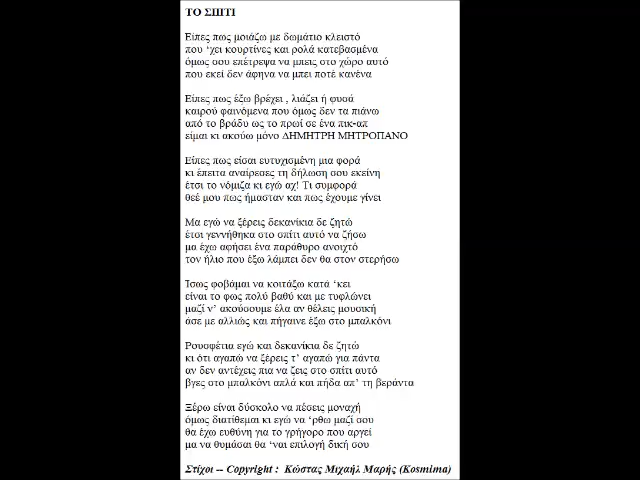 ΤΟ ΣΠΙΤΙ
Είπες πως μοιάζω με δωμάτιο κλειστό
που ‘χει κουρτίνες και ρολά κατεβασμένα
όμως σου επέτρεψα να μπεις στο χώρο αυτό
που εκεί δεν άφηνα να μπει ποτέ κανένα
Είπες πως έξω βρέχει , λιάζει ή φυσά
καιρού φαινόμενα που όμως δεν τα πιάνω
από το βράδυ ως το πρωί σε ένα πικ-απ
είμαι κι ακούω μόνο ΔΗΜΗΤΡΗ ΜΗΤΡΟΠΑΝΟ
Είπες πως είσαι ευτυχισμένη μια φορά
κι έπειτα αναίρεσες τη δήλωση σου εκείνη
έτσι το νόμιζα κι εγώ αχ! Τι συμφορά
θεέ μου πως ήμασταν και πως έχουμε γίνει
Μα εγώ να ξέρεις δεκανίκια δε ζητώ
έτσι γεννήθηκα στο σπίτι αυτό να ζήσω
μα έχω αφήσει ένα παράθυρο ανοιχτό
τον ήλιο που έξω λάμπει δεν θα στον στερήσω
Ίσως φοβάμαι να κοιτάξω κατά ‘κει
είναι το φως πολύ βαθύ και με τυφλώνει
μαζί ν’ ακούσουμε έλα αν θέλεις μουσική
άσε με αλλιώς και πήγαινε έξω στο μπαλκόνι
Ρουσφέτια εγώ και δεκανίκια δε ζητώ
κι ότι αγαπώ να ξέρεις τ’ αγαπώ για πάντα
αν δεν αντέχεις πια να ζεις στο σπίτι αυτό
βγες στο μπαλκόνι απλά και πήδα απ’ τη βεράντα
Ξέρω είναι δύσκολο να πέσεις μοναχή
όμως διατίθεμαι κι εγώ να ‘ρθω μαζί σου
θα έχω ευθύνη για το γρήγορο που αργεί
μα να θυμάσαι θα ‘ναι επιλογή δική σου
Στίχοι -- Copyright : Κώστας Μιχαήλ Μαρής (Kosmima)